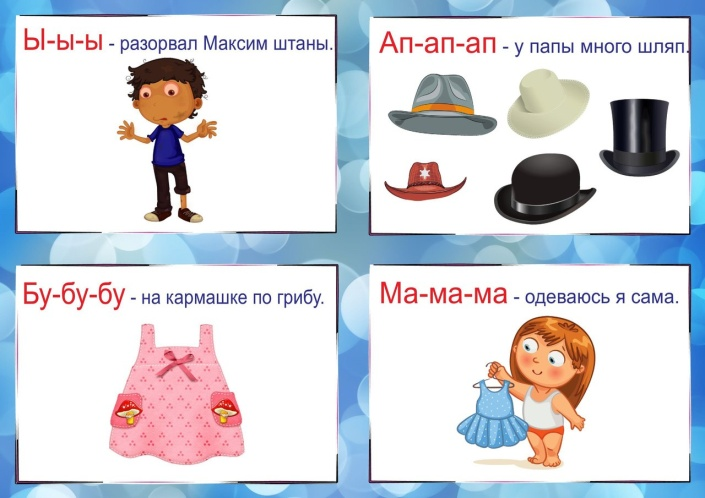 Ы-ы-ы - разорвал Максим штаны.
Ап-ап-ап - у папы много шляп.
Бу-бу-бу - на кармашке по грибу.
Ма-ма-ма - одеваюсь я сама.